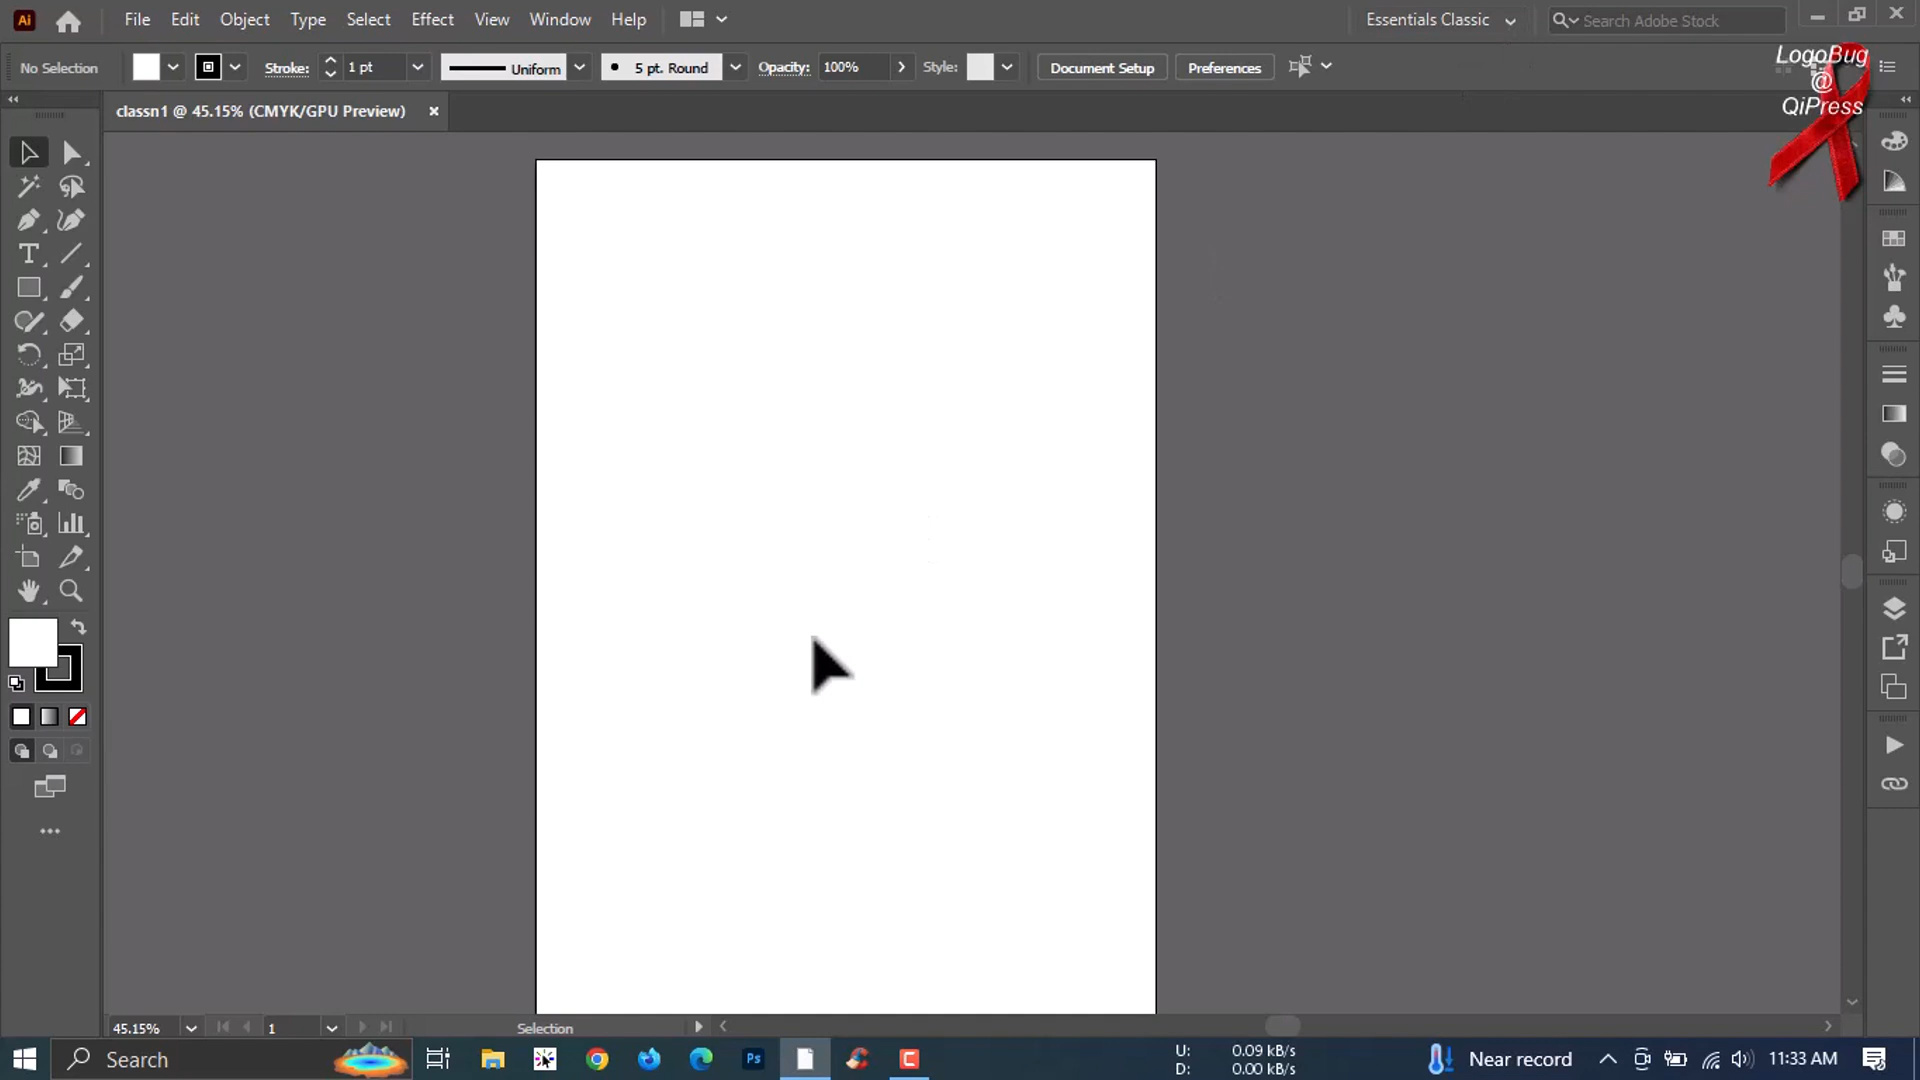 Ai File Edit Object Type Select Effect View Window Help Essentials Classic Search Adobe Stock
No Selection Stroke: 1 pt Uniform 5 pt. Round Opacity: 100% Style: Document Setup Preferences
LogoBug
@
QiPress
classn1 @ 45.15% (CMYK/GPU Preview)
45.15% 1 Selection
Search Ps U: 0.09 kB/s Near record 11:33 AM
D: 0.00 kB/s